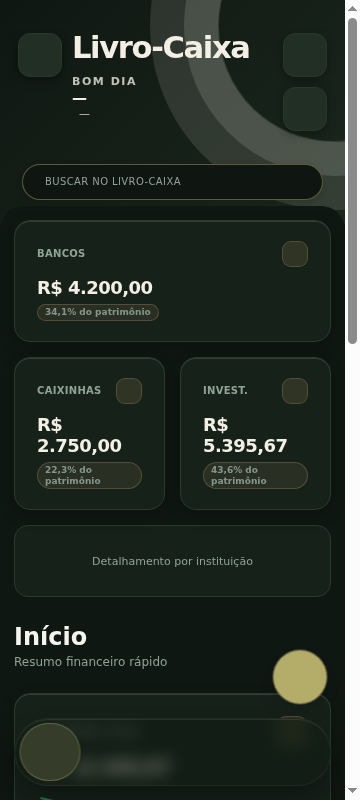 Livro-Caixa
BOM DIA
—
—
BUSCAR NO LIVRO-CAIXA
BANCOS
R$ 4.200,00
34,1% do patrimônio
CAIXINHAS
R$
2.750,00
22,3% do
patrimônio
INVEST.
R$
5.395,67
43,6% do
patrimônio
Detalhamento por instituição
Início
Resumo financeiro rápido